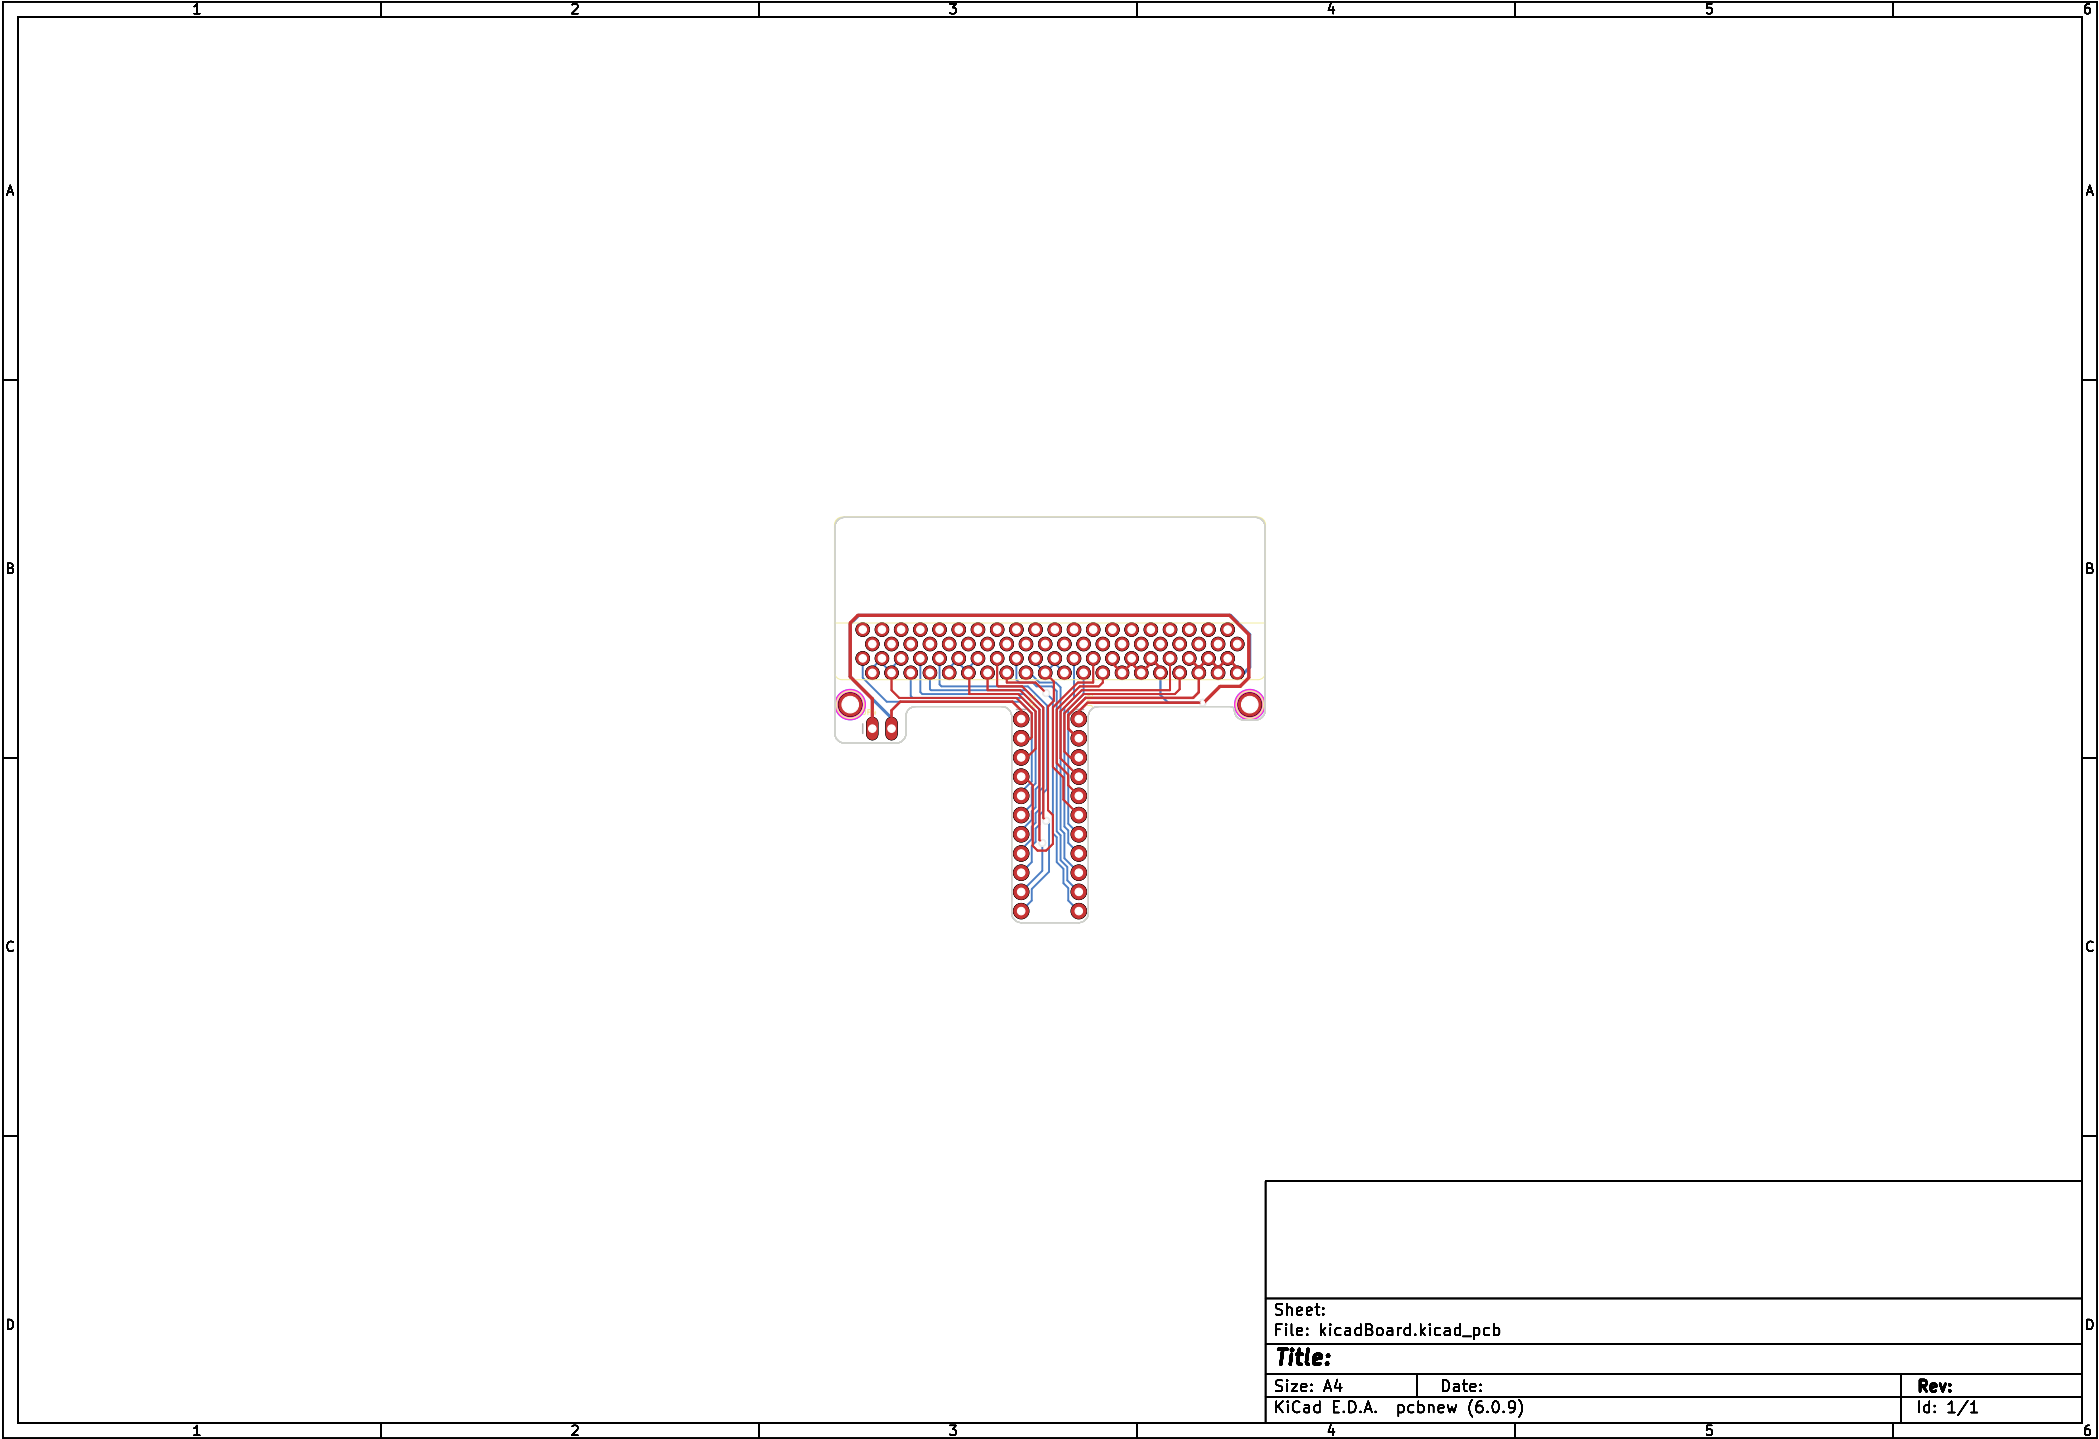 1 2 3 4 5 6
A A
B B
C C
D D
Sheet:
File: kicadBoard.kicad_pcb
Title:
Size: A4 Date: Rev:
KiCad E.D.A. pcbnew (6.0.9) Id: 1/1
1 2 3 4 5 6